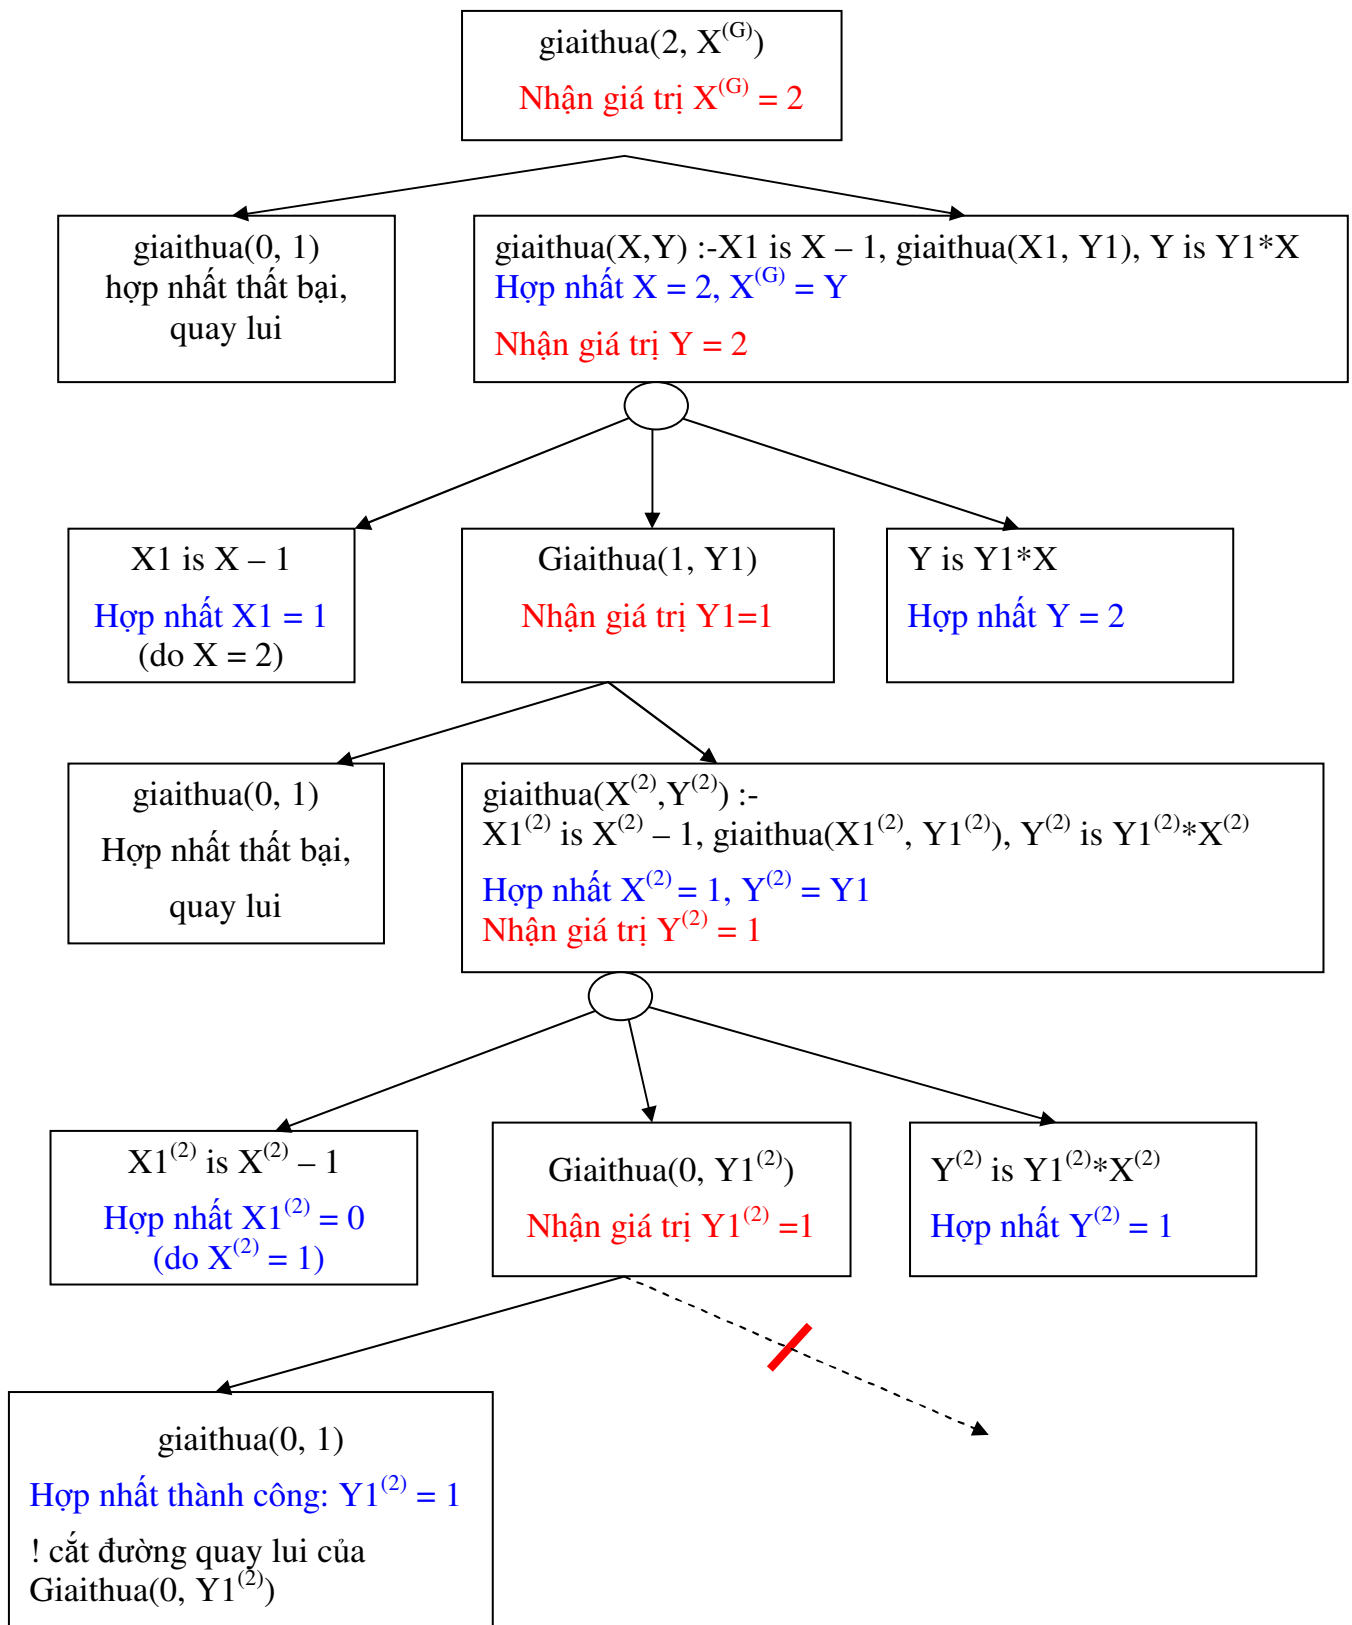 giaithua(2, X^(G))
Nhận giá trị X^(G) = 2
giaithua(0, 1)
hợp nhất thất bại,
quay lui
giaithua(X,Y) :-X1 is X – 1, giaithua(X1, Y1), Y is Y1*X
Hợp nhất X = 2, X^(G) = Y
Nhận giá trị Y = 2
X1 is X – 1
Hợp nhất X1 = 1
(do X = 2)
Giaithua(1, Y1)
Nhận giá trị Y1=1
Y is Y1*X
Hợp nhất Y = 2
giaithua(0, 1)
Hợp nhất thất bại,
quay lui
giaithua(X^(2),Y^(2)) :-
X1^(2) is X^(2) – 1, giaithua(X1^(2), Y1^(2)), Y^(2) is Y1^(2)*X^(2)
Hợp nhất X^(2) = 1, Y^(2) = Y1
Nhận giá trị Y^(2) = 1
X1^(2) is X^(2) – 1
Hợp nhất X1^(2) = 0
(do X^(2) = 1)
Giaithua(0, Y1^(2))
Nhận giá trị Y1^(2) =1
Y^(2) is Y1^(2)*X^(2)
Hợp nhất Y^(2) = 1
giaithua(0, 1)
Hợp nhất thành công: Y1^(2) = 1
! cắt đường quay lui của
Giaithua(0, Y1^(2))